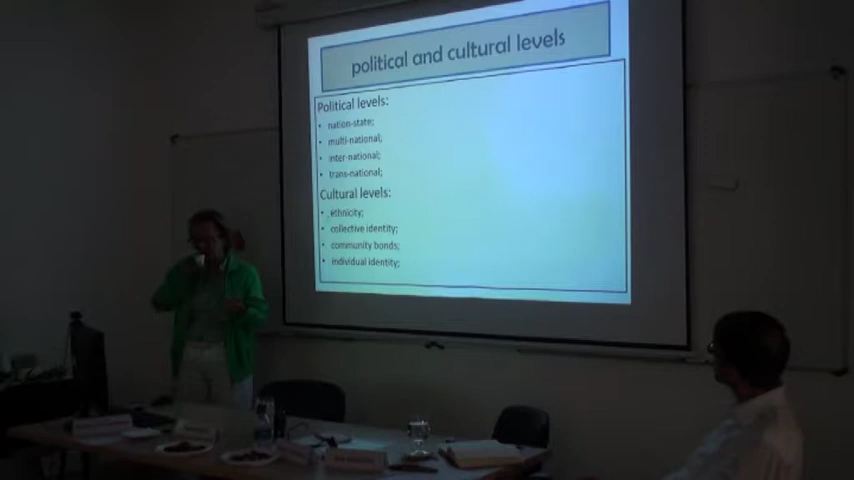 political and cultural levels
Political levels:
• nation-state;
• multi-national;
• inter-national;
• trans-national;
Cultural levels:
• ethnicity;
• collective identity;
• community bonds;
• individual identity;